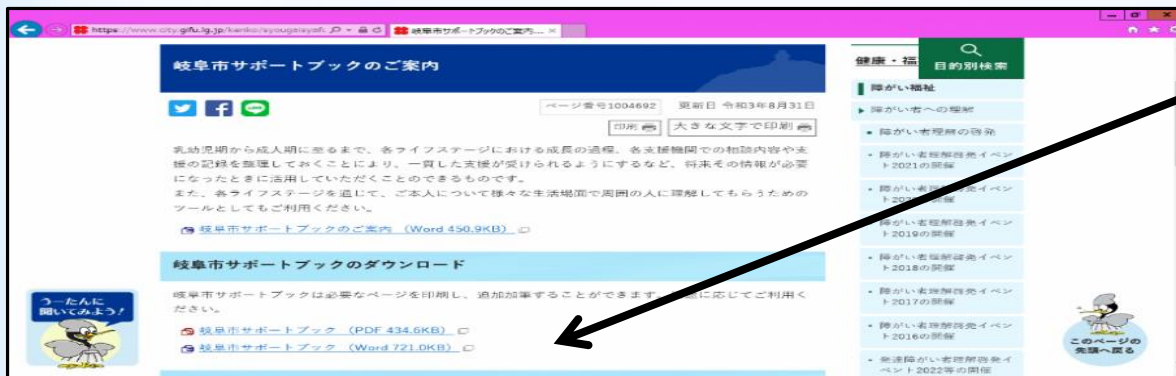 https://www.city.gifu.lg.jp/kenko/syougaisyafu
岐阜市サポートブックのご案内...
岐阜市サポートブックのご案内
ページ番号1004692 更新日 令和3年8月31日
印刷 大きな文字で印刷
乳幼児期から成人期に至るまで、各ライフステージにおける成長の過程、各支援機関での相談内容や支
援の記録を整理しておくことにより、一貫した支援が受けられるようにするなど、将来その情報が必要
になったときに活用していただくことのできるものです。
また、各ライフステージを通じて、ご本人について様々な生活場面で周囲の人に理解してもらうための
ツールとしてもご利用ください。
岐阜市サポートブックのご案内 (Word 450.9KB)
岐阜市サポートブックのダウンロード
岐阜市サポートブックは必要なページを印刷し、追加加筆することができます。
に応じてご利用く
ださい。
岐阜市サポートブック (PDF 434.6KB)
岐阜市サポートブック (Word 721.0KB)
うーたんに
聞いてみよう!
健康・福
目的別検索
障がい福祉
障がい者への理解
障がい者理解の啓発
障がい者理解啓発イベン
ト2021の開催
障がい者理解啓発イベン
障がい者理解啓発イベン
ト2019の開催
障がい者理解啓発イベン
ト2018の開催
障がい者理解啓発イベン
ト2017の開催
障がい者理解啓発イベン
ト2016の開催
発達障がい者理解啓発イ
ベント2022等の開催
このページの
先頭へ戻る